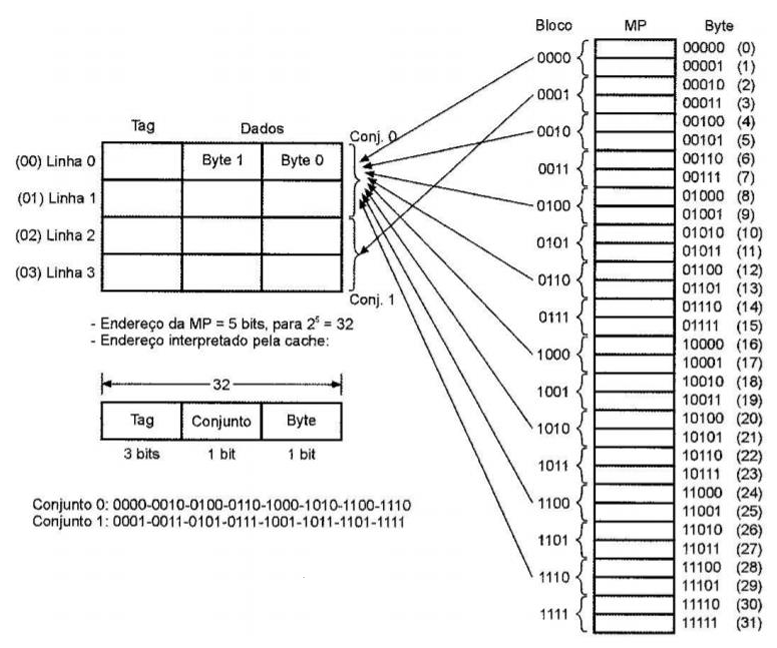 Bloco MP Byte
0000 00000 (0)
00001 (1)
0001 00010 (2)
00011 (3)
0010 00100 (4)
00101 (5)
0011 00110 (6)
00111 (7)
0100 01000 (8)
01001 (9)
0101 01010 (10)
01011 (11)
0110 01100 (12)
01101 (13)
0111 01110 (14)
01111 (15)
1000 10000 (16)
10001 (17)
1001 10010 (18)
10011 (19)
1010 10100 (20)
10101 (21)
1011 10110 (22)
10111 (23)
1100 11000 (24)
11001 (25)
1101 11010 (26)
11011 (27)
1110 11100 (28)
11101 (29)
1111 11110 (30)
11111 (31)
Tag Dados
Conj. 0
(00) Linha 0 Byte 1 Byte 0
(01) Linha 1
(02) Linha 2
(03) Linha 3
Conj. 1
- Endereço da MP = 5 bits, para 2⁵ = 32
- Endereço interpretado pela cache:
32
Tag Conjunto Byte
3 bits 1 bit 1 bit
Conjunto 0: 0000-0010-0100-0110-1000-1010-1100-1110
Conjunto 1: 0001-0011-0101-0111-1001-1011-1101-1111